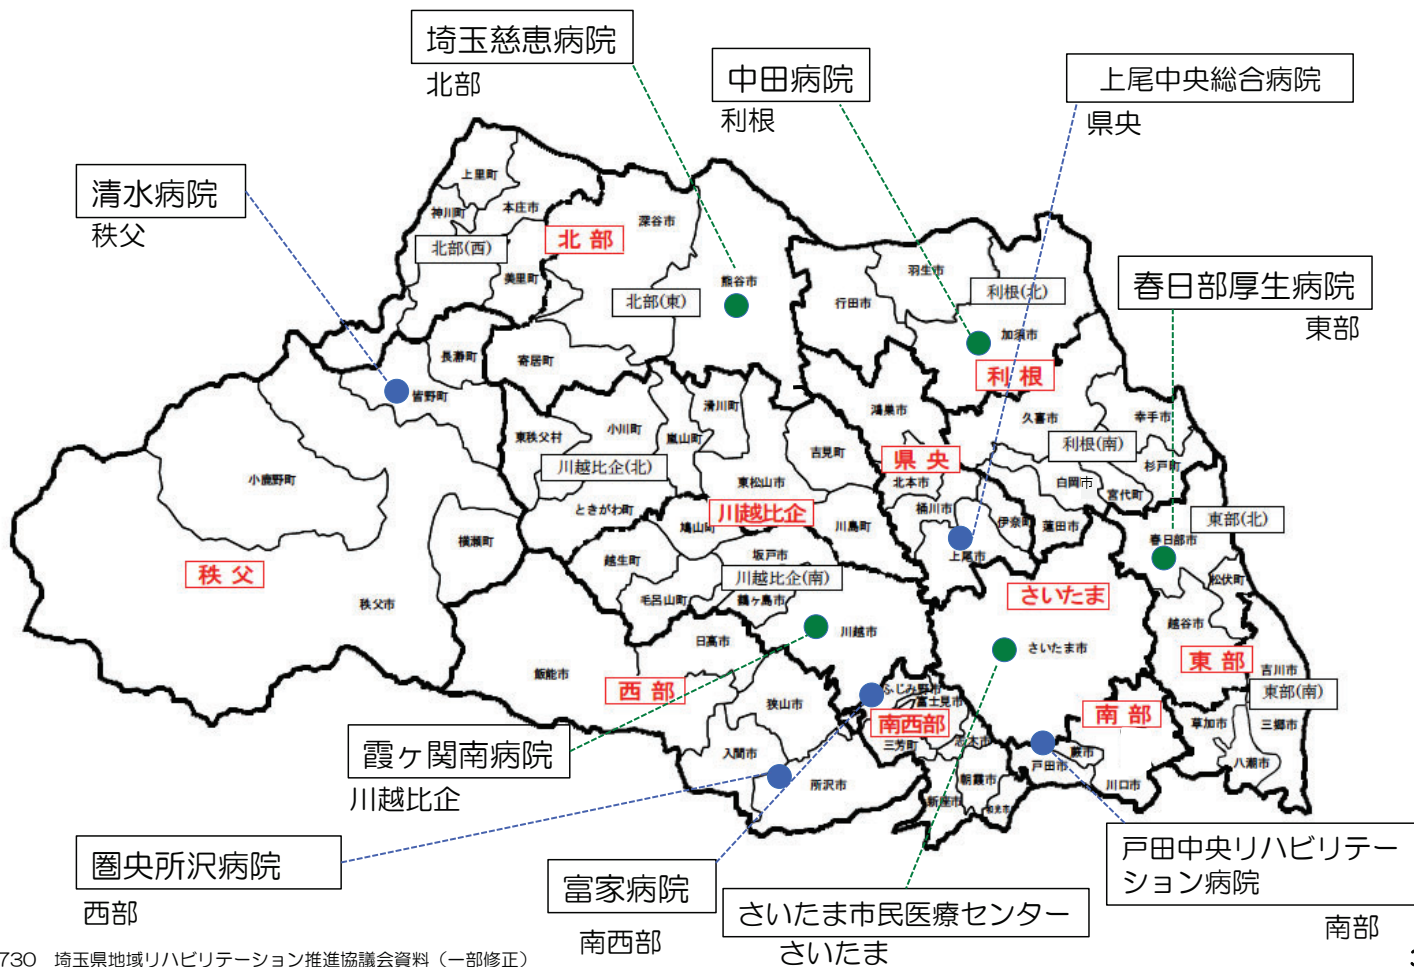 埼玉慈恵病院
北部
中田病院
利根
上尾中央総合病院
県央
清水病院
秩父
春日部厚生病院
東部
上里町
神川町
本庄市
北部(西)
美里町
北部
深谷市
北部(東)
熊谷市
行田市
羽生市
利根(北)
加須市
利根
長瀞町
皆野町
寄居町
小鹿野町
横瀬町
秩父
秩父市
東秩父村
小川町
嵐山町
滑川町
吉見町
川越比企(北)
東松山市
ときがわ町
鳩山町
川越比企
川島町
越生町
坂戸市
毛呂山町
川越比企(南)
鶴ヶ島市
川越市
鴻巣市
県央
北本市
桶川市
伊奈町
上尾市
久喜市
幸手市
利根(南)
杉戸町
白岡市
宮代町
蓮田市
東部(北)
春日部市
松伏町
越谷市
東部
吉川市
東部(南)
草加市
三郷市
八潮市
さいたま
さいたま市
南部
蕨市
戸田市
川口市
日高市
飯能市
西部
狭山市
入間市
所沢市
ふじみ野市
富士見市
南西部
三芳町
志木市
朝霞市
新座市
和光市
霞ヶ関南病院
川越比企
圏央所沢病院
西部
富家病院
南西部
さいたま市民医療センター
さいたま
戸田中央リハビリテー
ション病院
南部
730 埼玉県地域リハビリテーション推進協議会資料（一部修正）